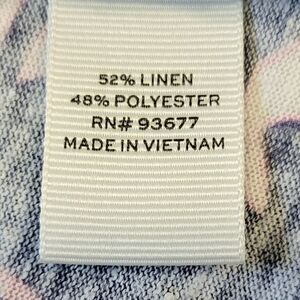 52% LINEN
48% POLYESTER
RN# 93677
MADE IN VIETNAM